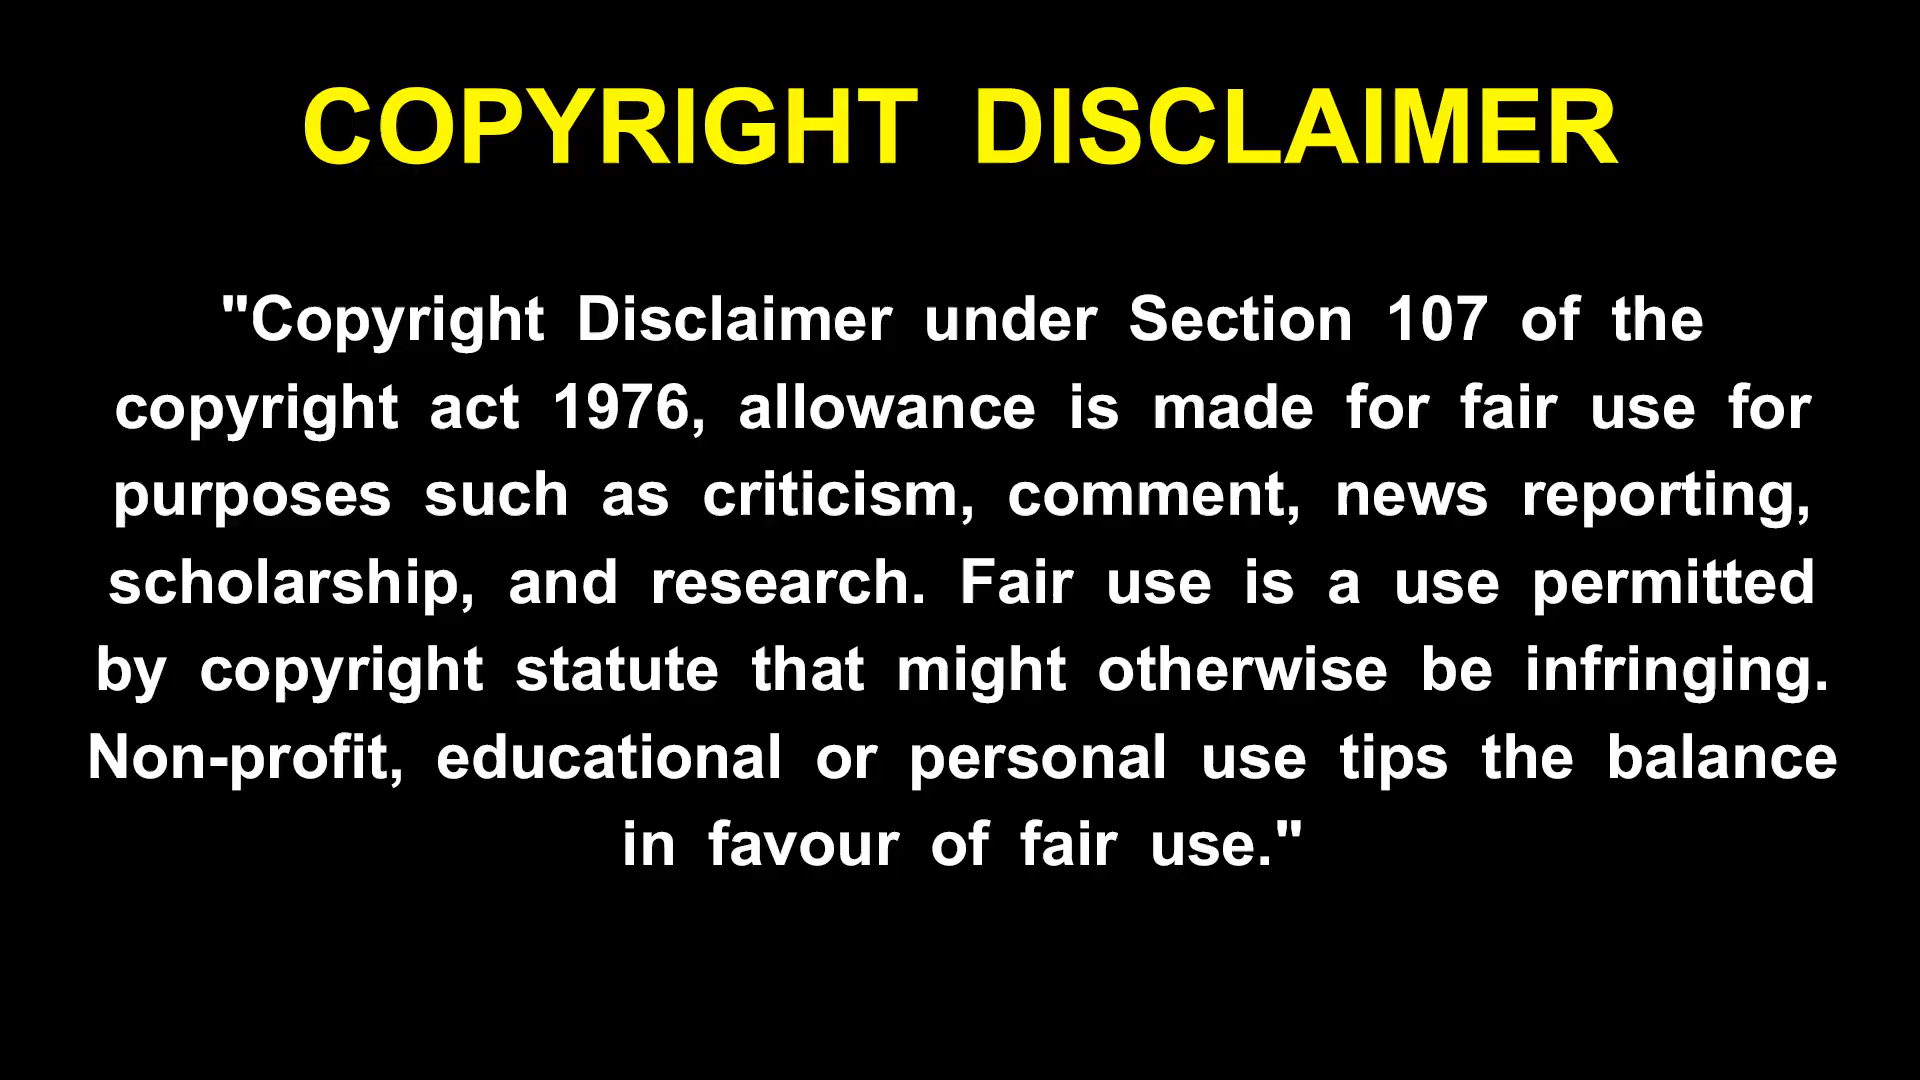 COPYRIGHT DISCLAIMER
"Copyright Disclaimer under Section 107 of the
copyright act 1976, allowance is made for fair use for
purposes such as criticism, comment, news reporting,
scholarship, and research. Fair use is a use permitted
by copyright statute that might otherwise be infringing.
Non-profit, educational or personal use tips the balance
in favour of fair use."